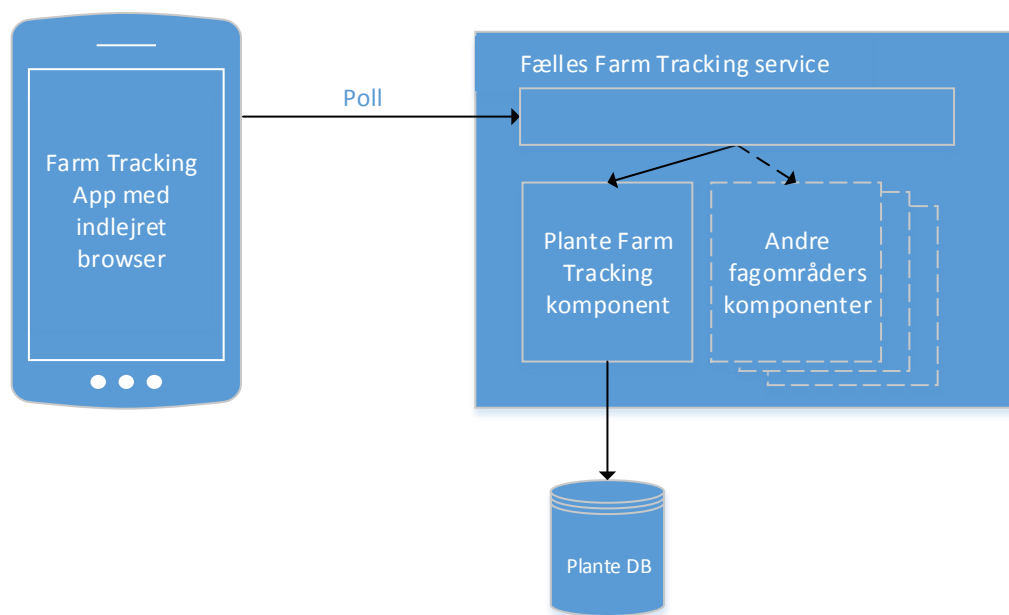 Fælles Farm Tracking service
Poll
Farm Tracking
App med
indlejret
browser
Plante Farm
Tracking
komponent
Andre
fagområders
komponenter
Plante DB